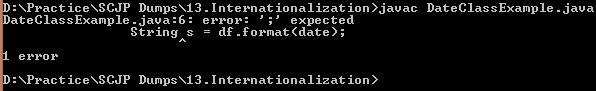 D:\Practice\SCJP Dumps\13.Internationalization>javac DateClassExample.java
DateClassExample.java:6: error: ';' expected
String s = df.format(date);
^
1 error
D:\Practice\SCJP Dumps\13.Internationalization>